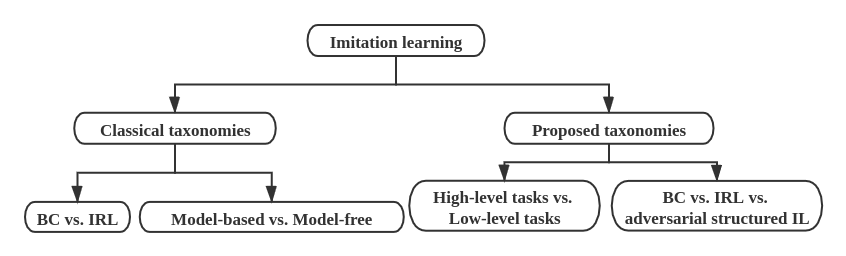 Imitation learning
Classical taxonomies
Proposed taxonomies
BC vs. IRL
Model-based vs. Model-free
High-level tasks vs.
Low-level tasks
BC vs. IRL vs.
adversarial structured IL